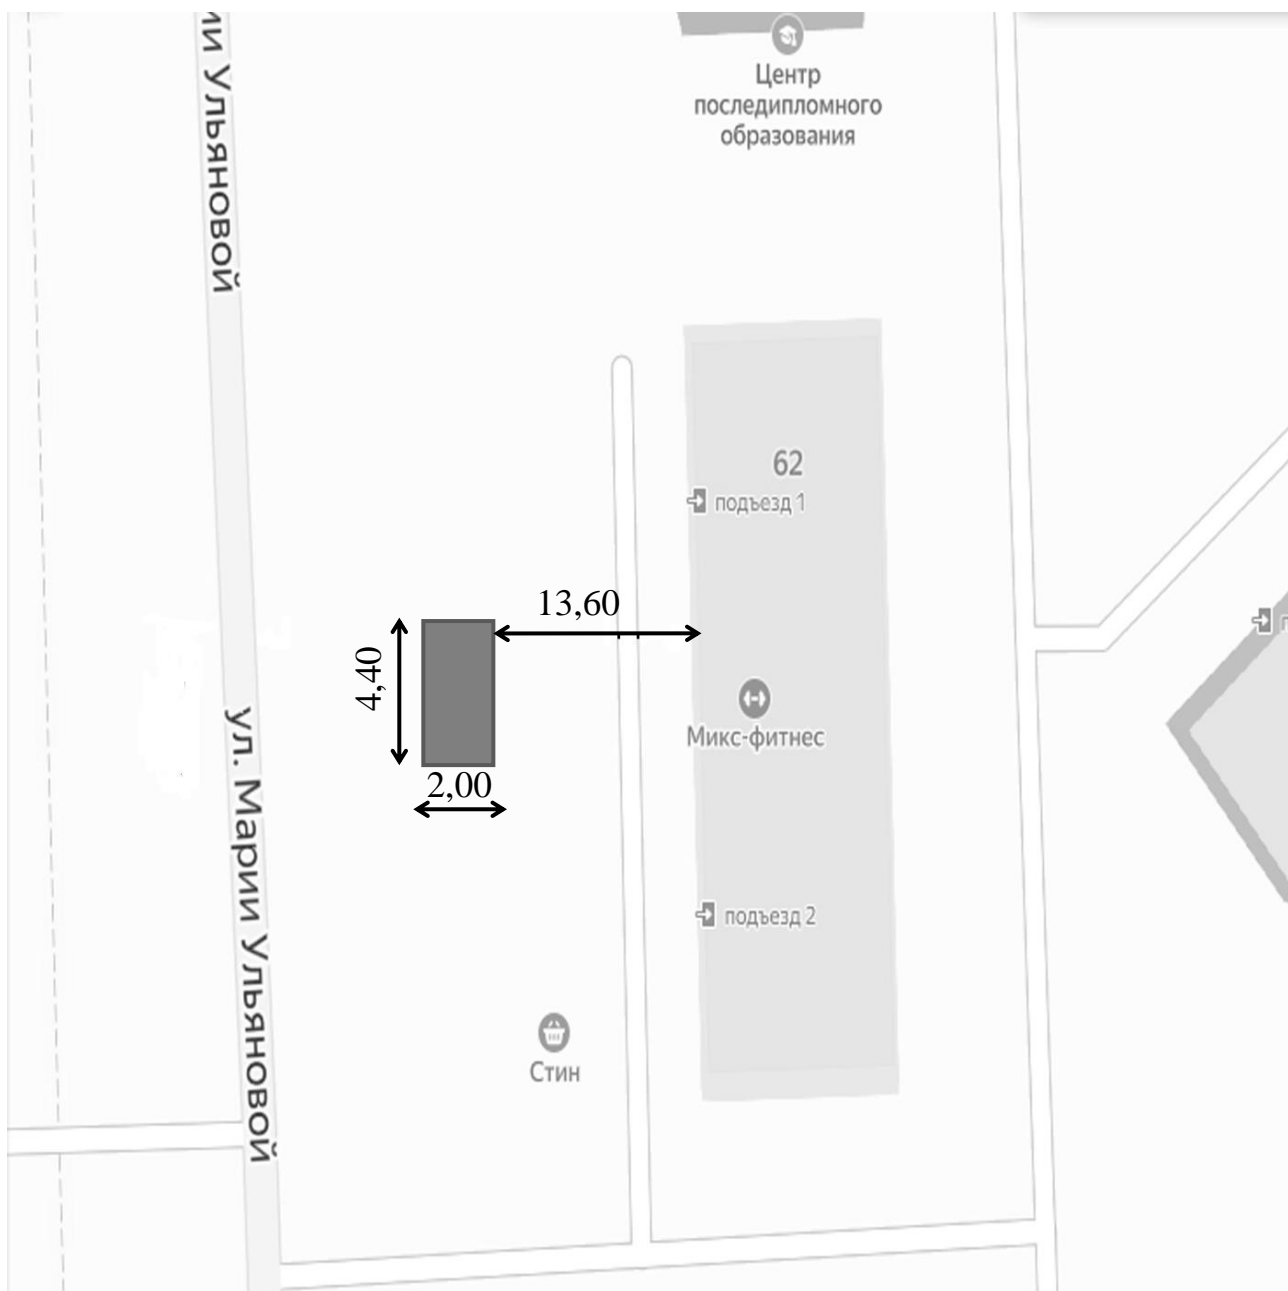 ии Ульяновой
Центр
последипломного
образования
62
подъезд 1
13,60
4,40
2,00
Микс-фитнес
ул. Марии Ульяновой
подъезд 2
Стин